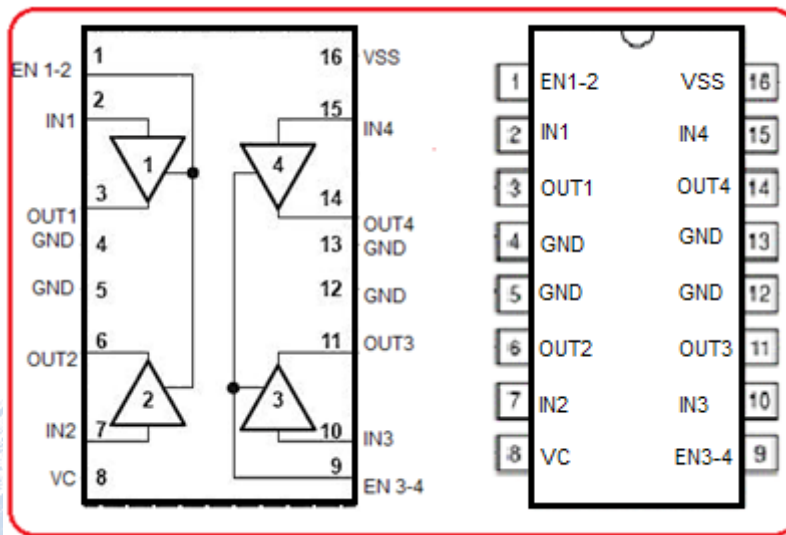 1
EN 1-2
2
IN1
1
3
OUT1
GND
4
GND
5
6
OUT2
2
IN2
7
VC
8
16
VSS
15
IN4
4
14
OUT4
13
GND
12
GND
11
OUT3
3
10
IN3
9
EN 3-4
1 EN1-2 VSS 16
2 IN1 IN4 15
3 OUT1 OUT4 14
4 GND GND 13
5 GND GND 12
6 OUT2 OUT3 11
7 IN2 IN3 10
8 VC EN3-4 9